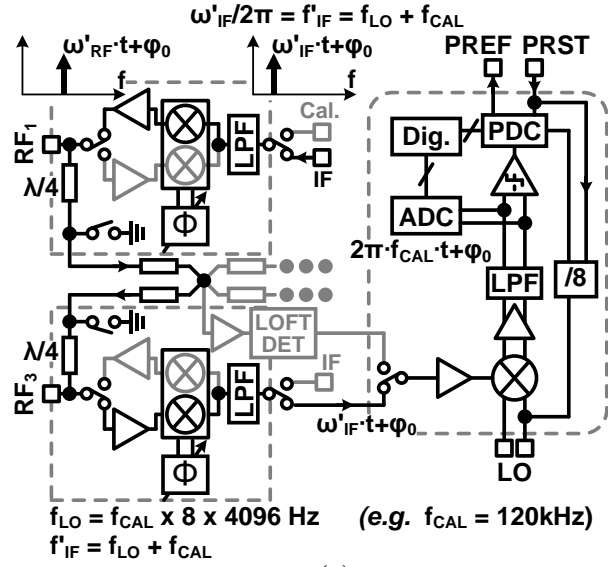 ω'IF/2π = f'IF = fLO + fCAL
ω'RF·t+φ0
ω'IF·t+φ0
PREF PRST
f
f
Cal.
IF
RF1
LPF
λ/4
Φ
Dig.
PDC
ADC
2π·fCAL·t+φ0
LPF
/8
LOFT
DET
λ/4
RF3
LPF
IF
ω'IF·t+φ0
Φ
LO
fLO = fCAL x 8 x 4096 Hz
(e.g. fCAL = 120kHz)
f'IF = fLO + fCAL